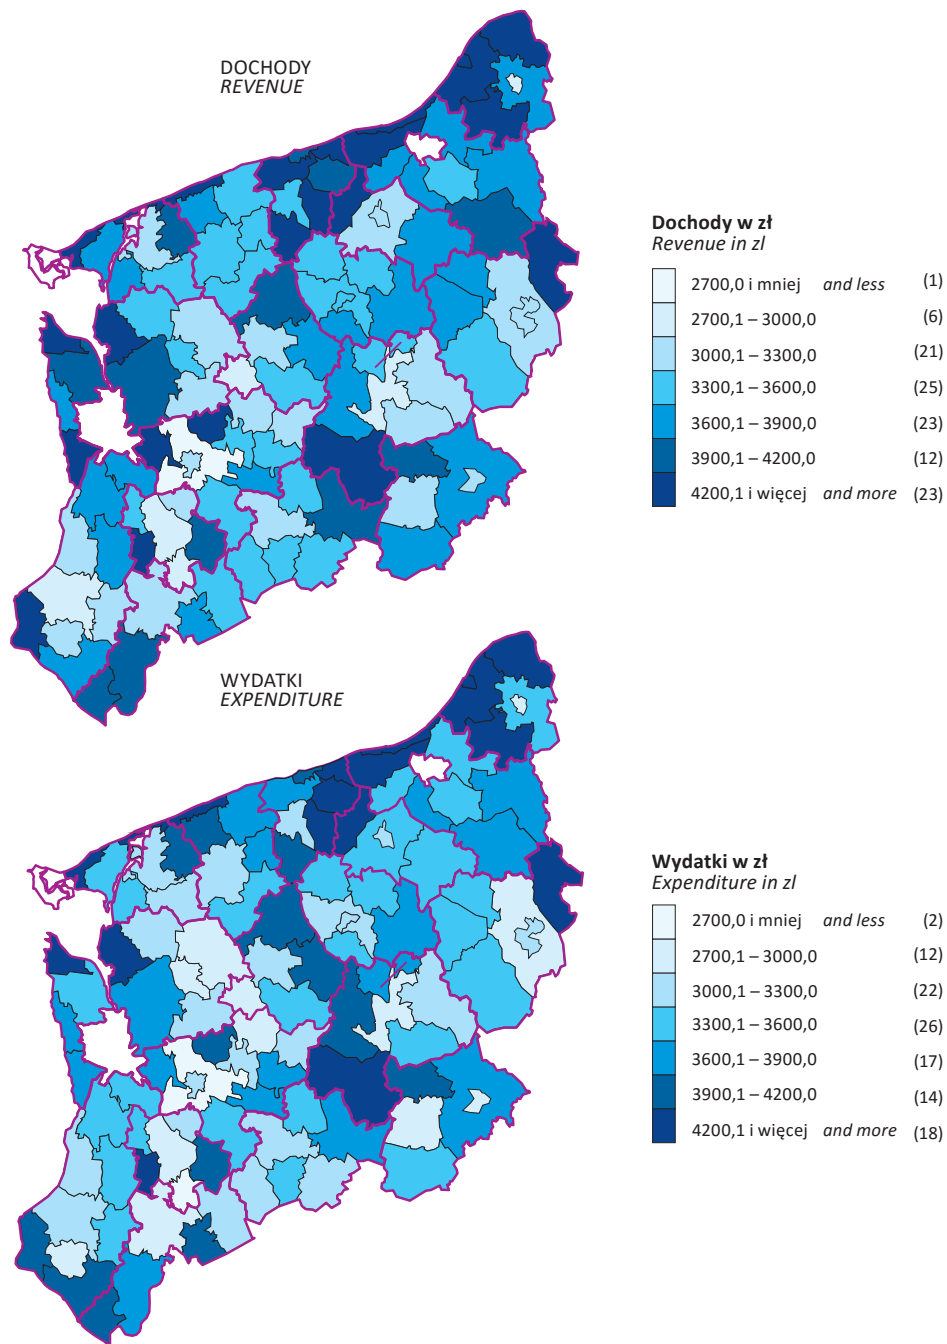 DOCHODY
REVENUE
Dochody w zł
Revenue in zl
2700,0 i mniej and less (1)
2700,1 – 3000,0 (6)
3000,1 – 3300,0 (21)
3300,1 – 3600,0 (25)
3600,1 – 3900,0 (23)
3900,1 – 4200,0 (12)
4200,1 i więcej and more (23)
WYDATKI
EXPENDITURE
Wydatki w zł
Expenditure in zl
2700,0 i mniej and less (2)
2700,1 – 3000,0 (12)
3000,1 – 3300,0 (22)
3300,1 – 3600,0 (26)
3600,1 – 3900,0 (17)
3900,1 – 4200,0 (14)
4200,1 i więcej and more (18)